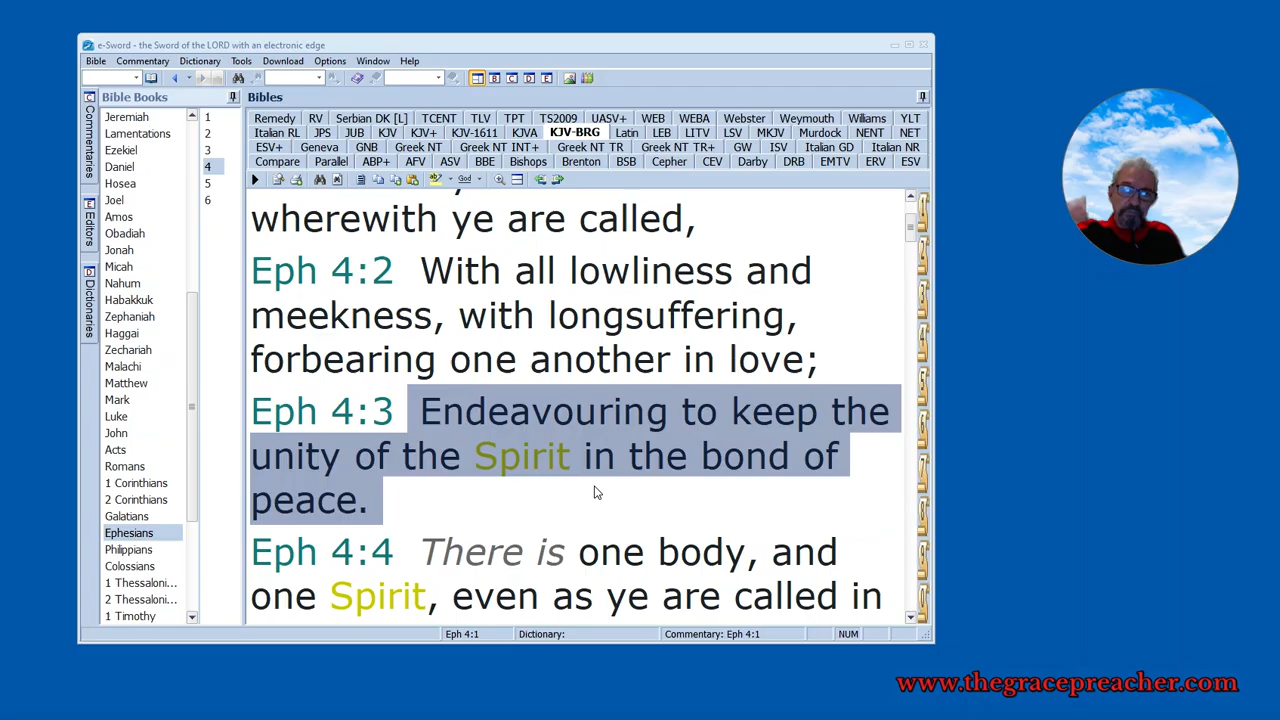 e-Sword - the Sword of the LORD with an electronic edge
Bible Commentary Dictionary Tools Options Download Window Help
B C D E
Bible Books
Bibles
C Commentaries
E Editors
D Dictionaries
Jeremiah
Lamentations
Ezekiel
Daniel
Hosea
Joel
Amos
Obadiah
Jonah
Micah
Nahum
Habakkuk
Zephaniah
Haggai
Zechariah
Malachi
Matthew
Mark
Luke
John
Acts
Romans
1 Corinthians
2 Corinthians
Galatians
Ephesians
Philippians
Colossians
1 Thessaloni...
2 Thessaloni...
1 Timothy
1
2
3
4
5
6
Remedy RV Serbian DK [L] TCENT TLV TPT TS2009 UASV+ WEB WEBA Webster Weymouth Wiliams YLT
Italian RL JPS JUB KJV KJV+ KJV-1611 KJVA KJV-BRG Latin LEB LITV LSV MKJV Murdock NENT NET
ESV+ Geneva GNB Greek NT Greek NT INT+ Greek NT TR Greek NT TR+ GW ISV Italian GD Italian NR
Compare Parallel ABP+ AFV ASV BBE Bishops Brenton BSB Cepher CEV Darby DRB EMTV ERV ESV
God
wherewith ye are called,
Eph 4:2 With all lowliness and
meekness, with longsuffering,
forbearing one another in love;
Eph 4:3 Endeavouring to keep the
unity of the Spirit in the bond of
peace.
Eph 4:4 There is one body, and
one Spirit, even as ye are called in
Eph 4:1 Dictionary: Commentary: Eph 4:1 NUM
www.thegracepreacher.com